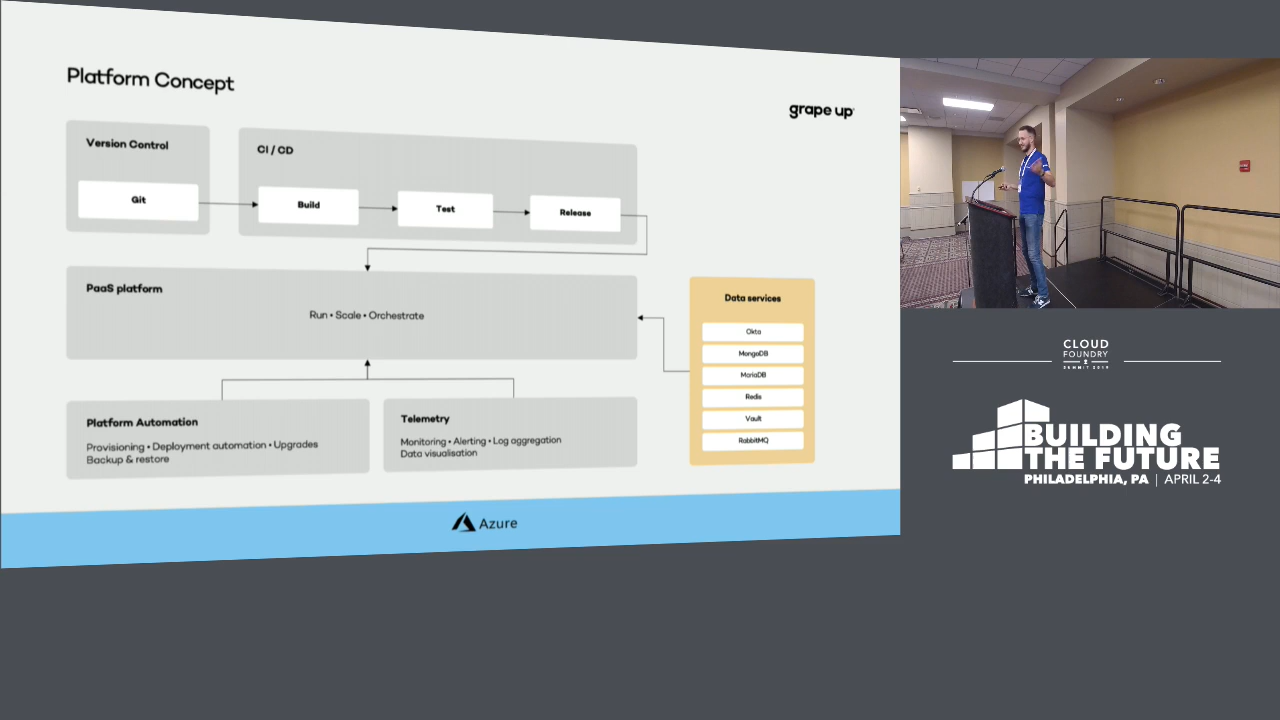 Platform Concept
grape up
Version Control
Git
CI / CD
Build
Test
Release
PaaS platform
Run • Scale • Orchestrate
Data services
Okta
MongoDB
MariaDB
Redis
Vault
RabbitMQ
Platform Automation
Provisioning • Deployment automation • Upgrades
Backup & restore
Telemetry
Monitoring • Alerting • Log aggregation
Data visualisation
Azure
CLOUD
FOUNDRY
SUMMIT 2019
BUILDING
THE FUTURE
PHILADELPHIA, PA | APRIL 2-4